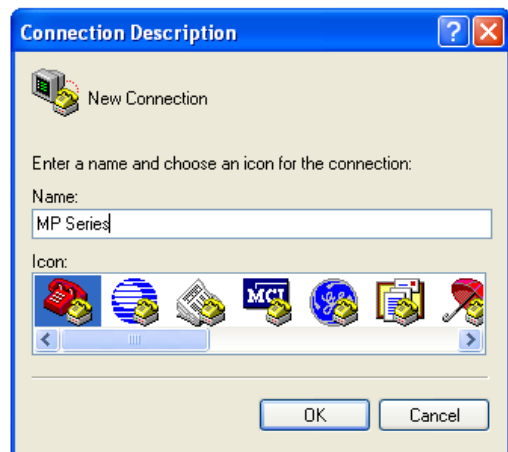 Connection Description
New Connection
Enter a name and choose an icon for the connection:
Name:
MP Series
Icon:
MCI
OK
Cancel